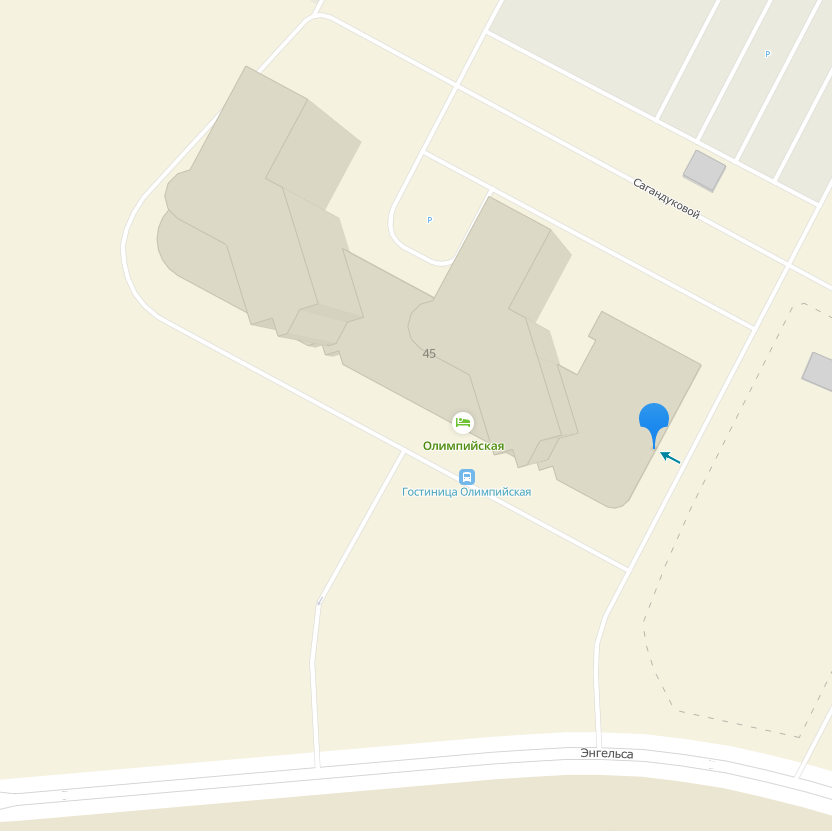 P
Сагандуковой
P
45
Олимпийская
Гостиница Олимпийская
Энгельса